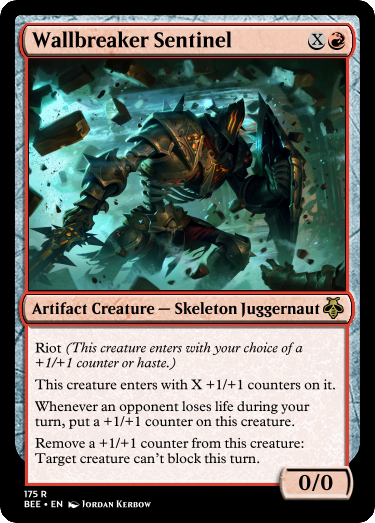 Wallbreaker Sentinel X
Artifact Creature — Skeleton Juggernaut
Riot (This creature enters with your choice of a
+1/+1 counter or haste.)
This creature enters with X +1/+1 counters on it.
Whenever an opponent loses life during your
turn, put a +1/+1 counter on this creature.
Remove a +1/+1 counter from this creature:
Target creature can't block this turn.
0/0
175 R
BEE • EN Jordan Kerbow